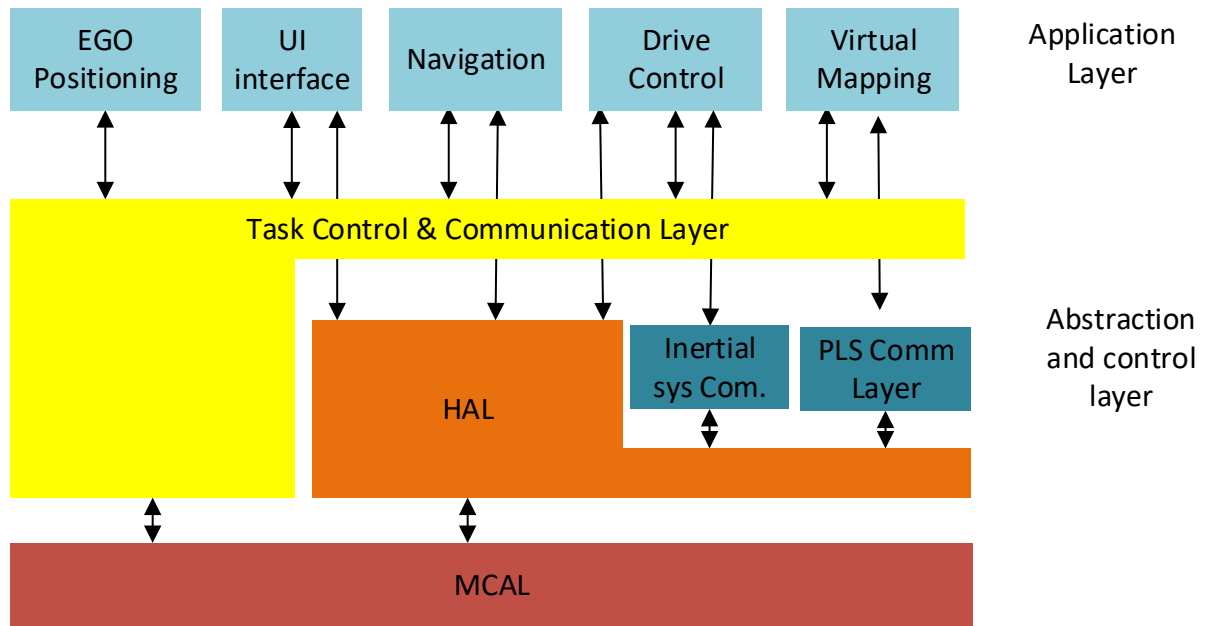 EGO
Positioning
UI
interface
Navigation
Drive
Control
Virtual
Mapping
Application
Layer
Task Control & Communication Layer
HAL
Inertial
sys Com.
PLS Comm
Layer
Abstraction
and control
layer
MCAL